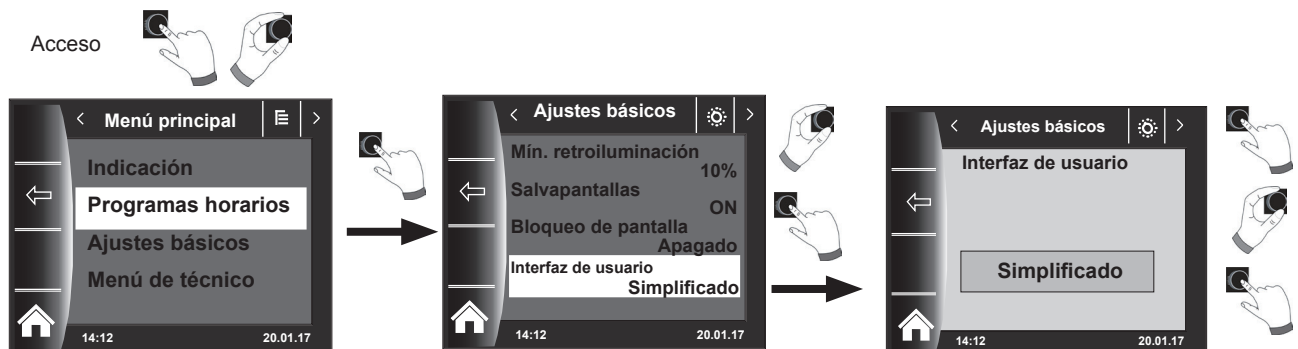 Acceso
Menú principal
Indicación
Programas horarios
Ajustes básicos
Menú de técnico
14:12 20.01.17
Ajustes básicos
Mín. retroiluminación
10%
Salvapantallas
ON
Bloqueo de pantalla
Apagado
Interfaz de usuario
Simplificado
14:12 20.01.17
Ajustes básicos
Interfaz de usuario
Simplificado
14:12 20.01.17